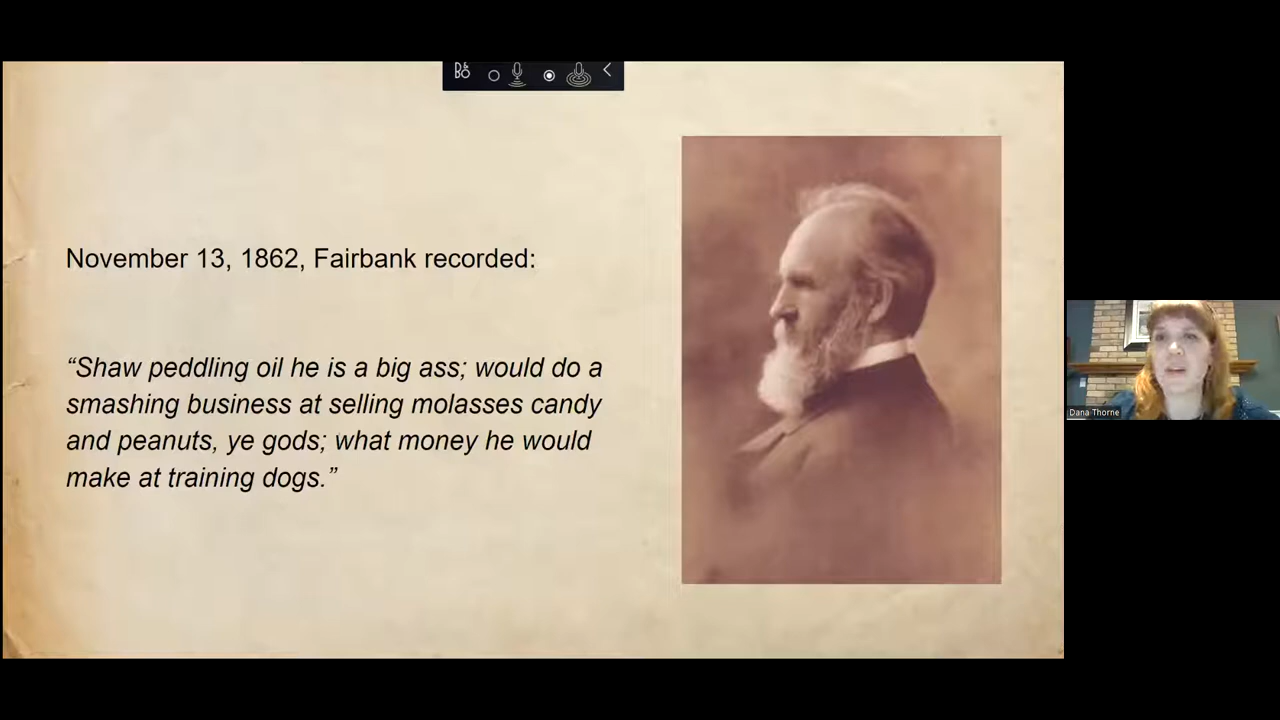 November 13, 1862, Fairbank recorded:
“Shaw peddling oil he is a big ass; would do a
smashing business at selling molasses candy
and peanuts, ye gods; what money he would
make at training dogs.”
Dana Thorne